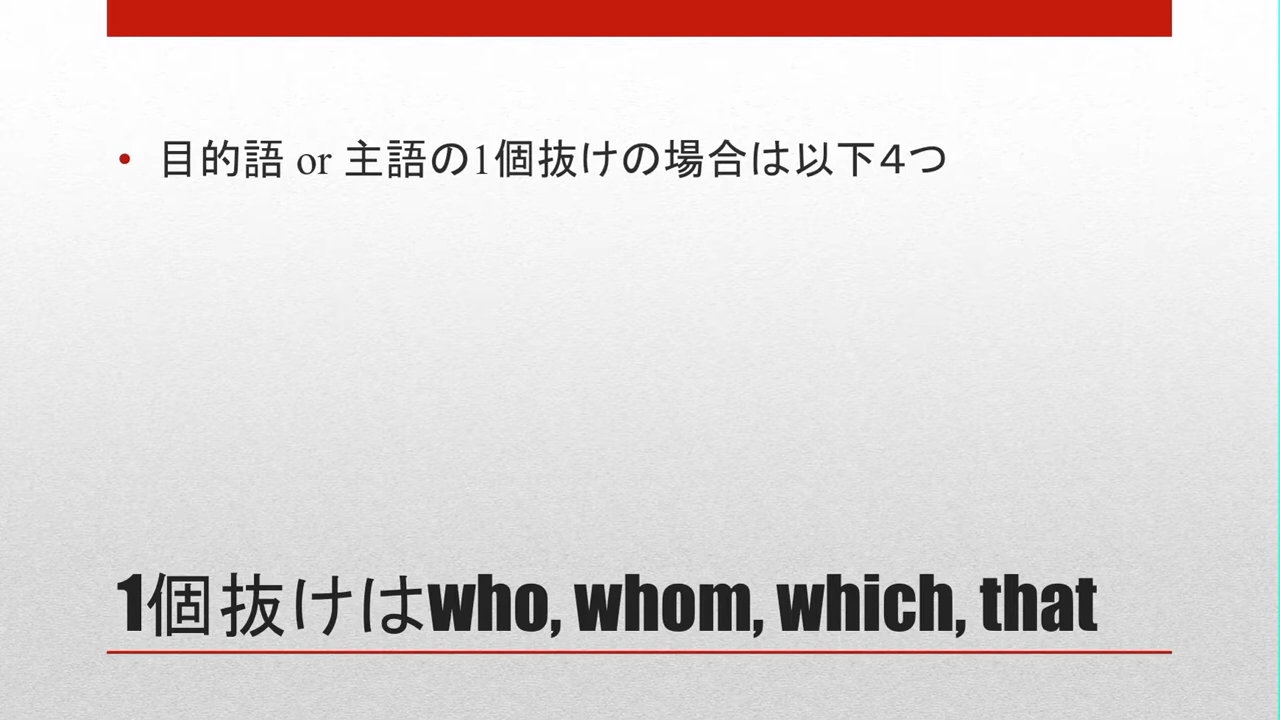 • 目的語 or 主語の1個抜けの場合は以下４つ
1個抜けはwho, whom, which, that